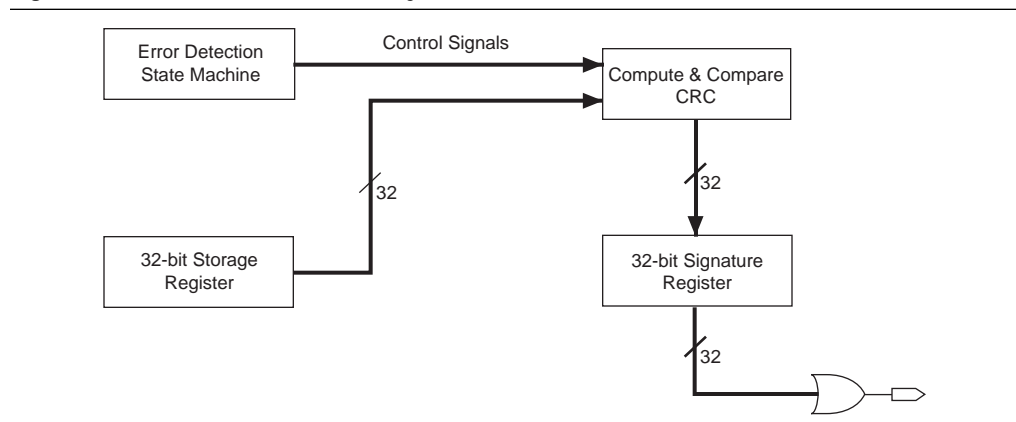 Error Detection
State Machine
Control Signals
Compute & Compare
CRC
32
32
32-bit Storage
Register
32-bit Signature
Register
32